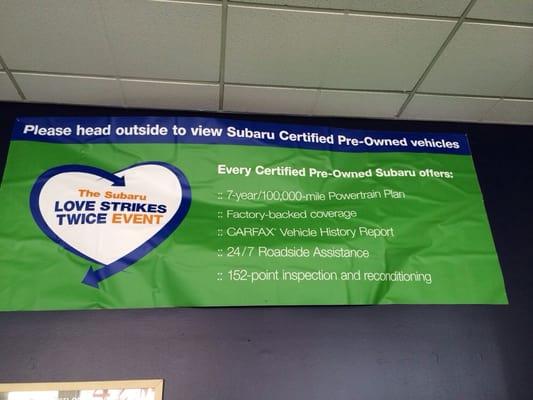 Please head outside to view Subaru Certified Pre-Owned vehicles
The Subaru
LOVE STRIKES
TWICE EVENT
Every Certified Pre-Owned Subaru offers:
:: 7-year/100,000-mile Powertrain Plan
:: Factory-backed coverage
:: CARFAX® Vehicle History Report
:: 24/7 Roadside Assistance
:: 152-point inspection and reconditioning